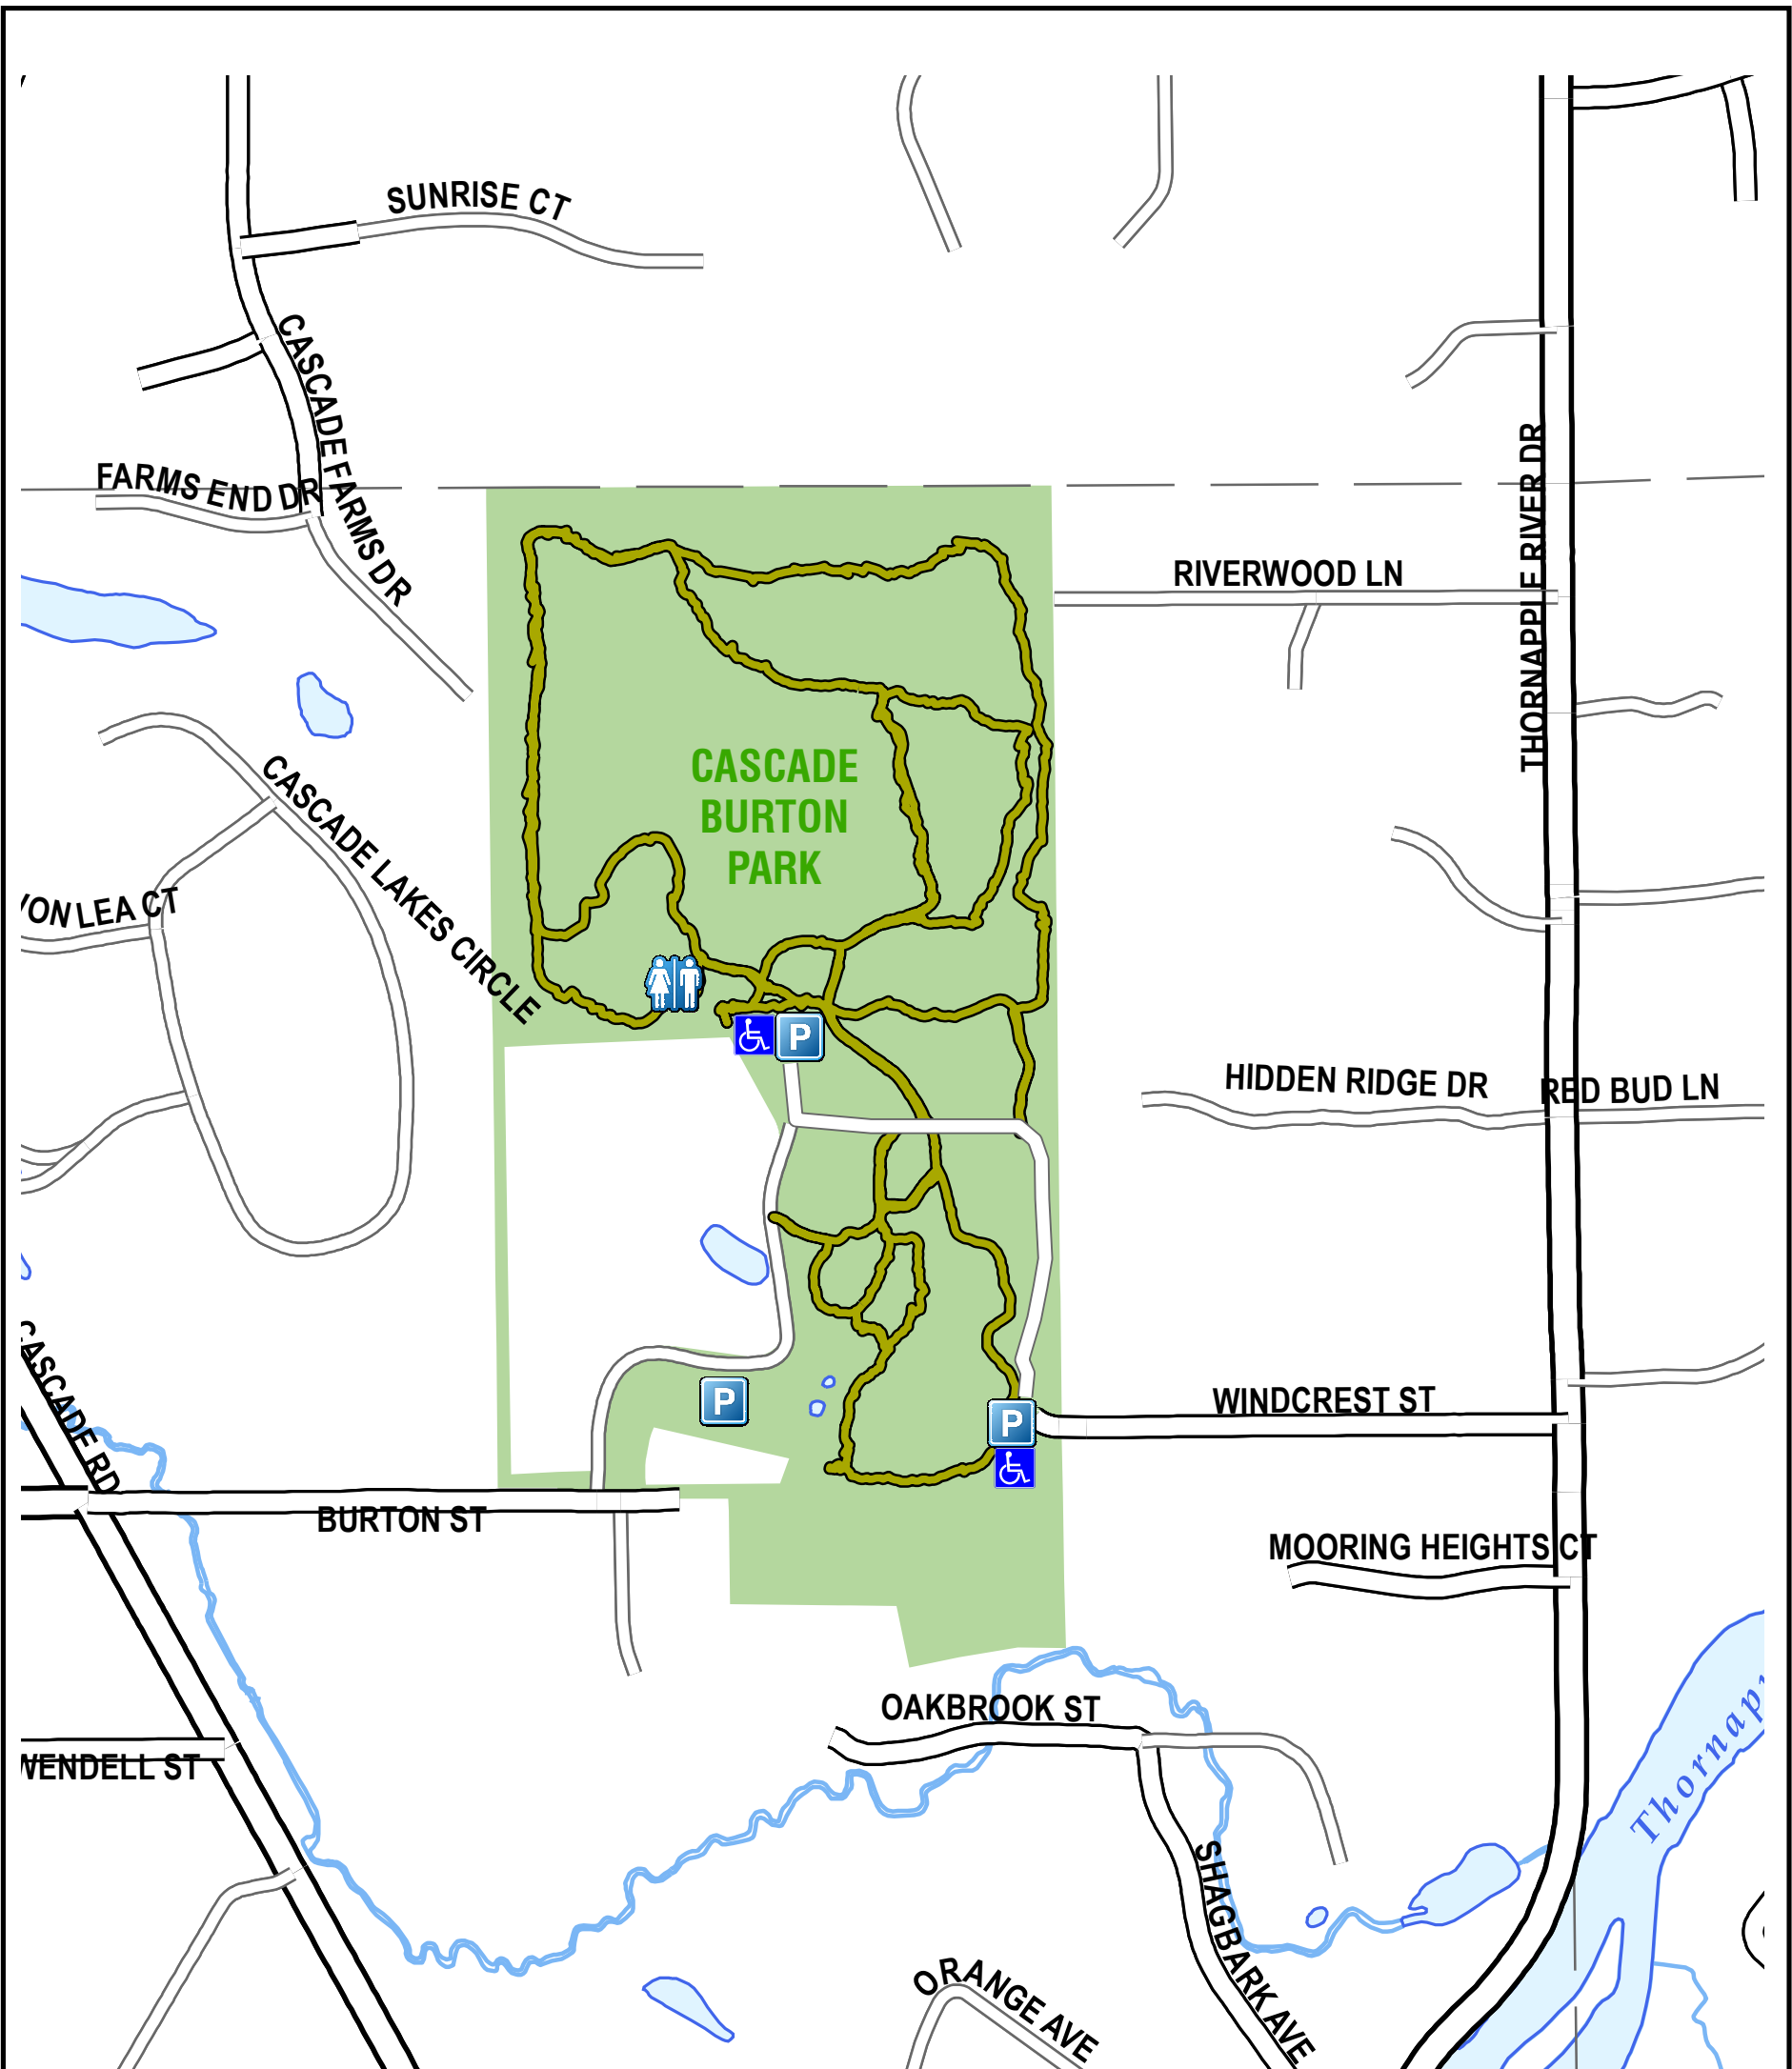 SUNRISE CT
CASCADE FARMS DR
FARMS END DR
THORNAPPLE RIVER DR
RIVERWOOD LN
CASCADE
BURTON
PARK
CASCADE LAKES CIRCLE
YON LEA CT
HIDDEN RIDGE DR
RED BUD LN
P
CASCADE RD
P
P
WINDCREST ST
BURTON ST
MOORING HEIGHTS CT
OAKBROOK ST
WENDELL ST
Thornapp
SHAGBARK AVE
ORANGE AVE